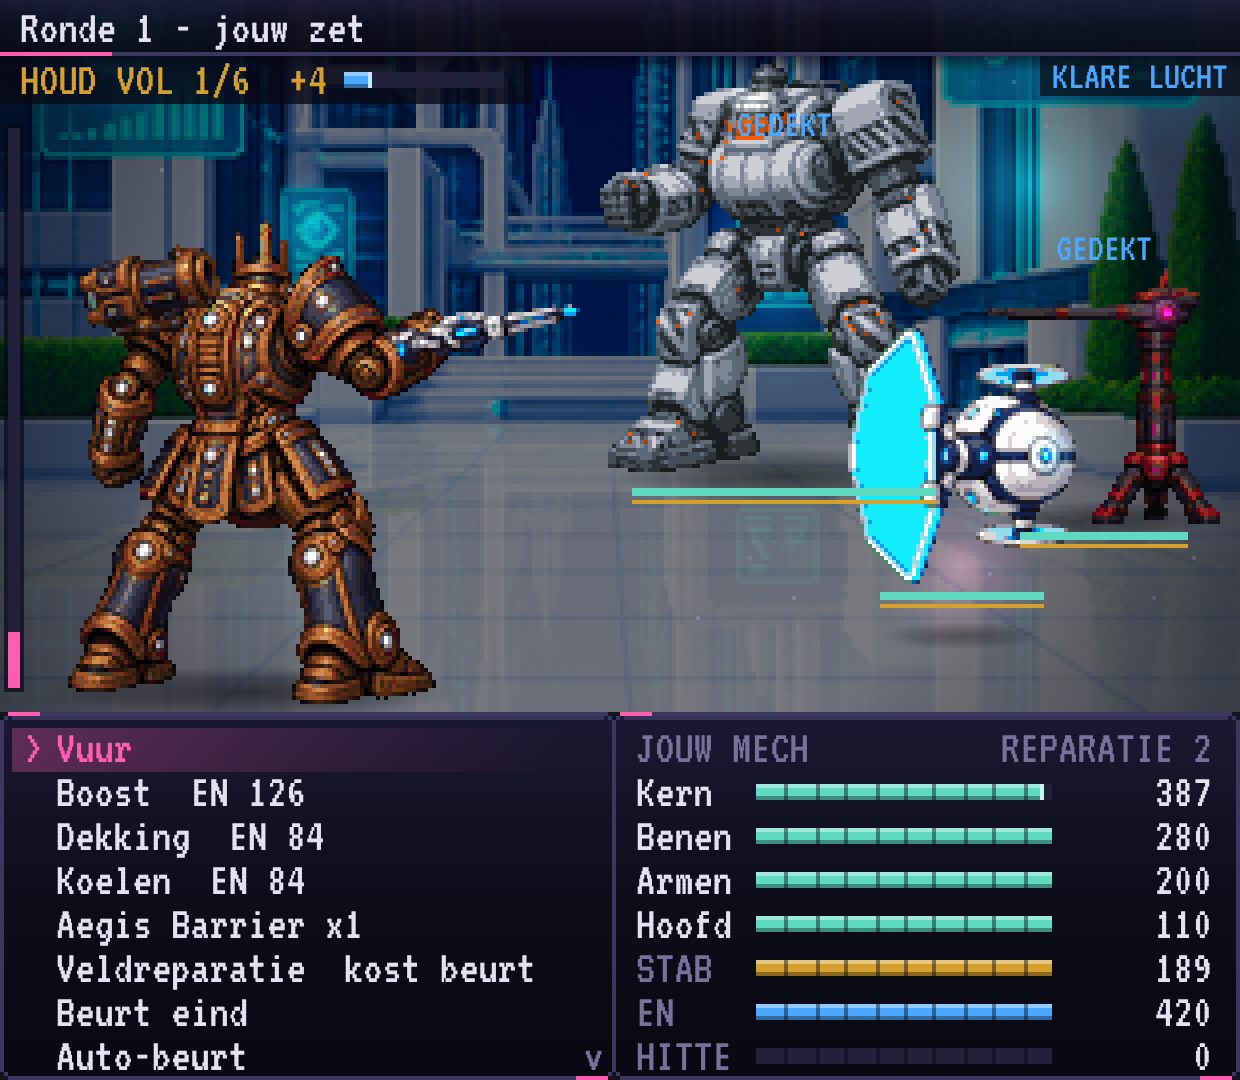 Ronde 1 - jouw zet
HOUD VOL 1/6 +4
KLARE LUCHT
GEDEKT
GEDEKT
> Vuur
Boost EN 126
Dekking EN 84
Koelen EN 84
Aegis Barrier x1
Veldreparatie kost beurt
Beurt eind
Auto-beurt v
JOUW MECH REPARATIE 2
Kern 387
Benen 280
Armen 200
Hoofd 110
STAB 189
EN 420
HITTE 0